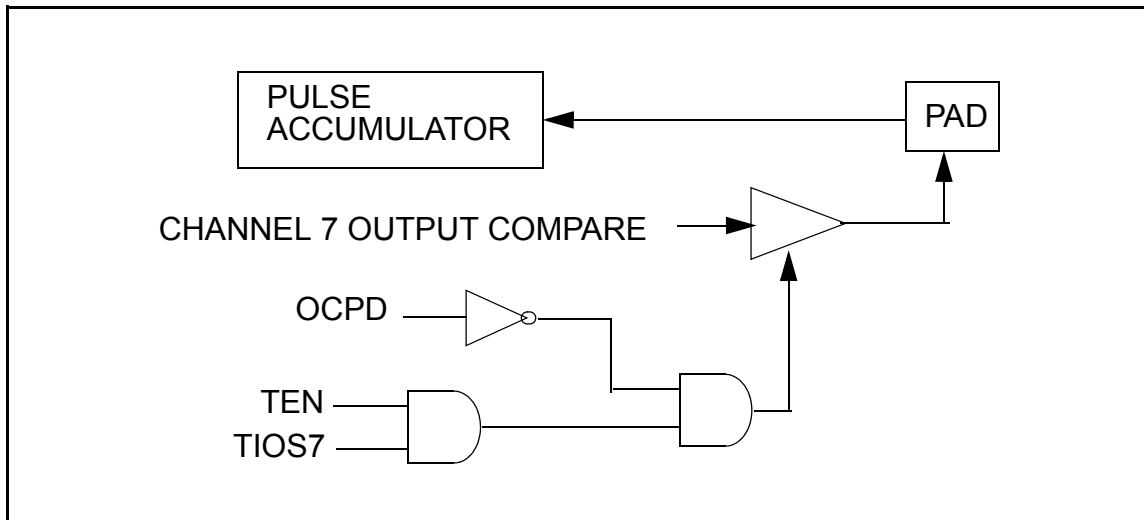 PULSE
ACCUMULATOR
PAD
CHANNEL 7 OUTPUT COMPARE
OCPD
TEN
TIOS7